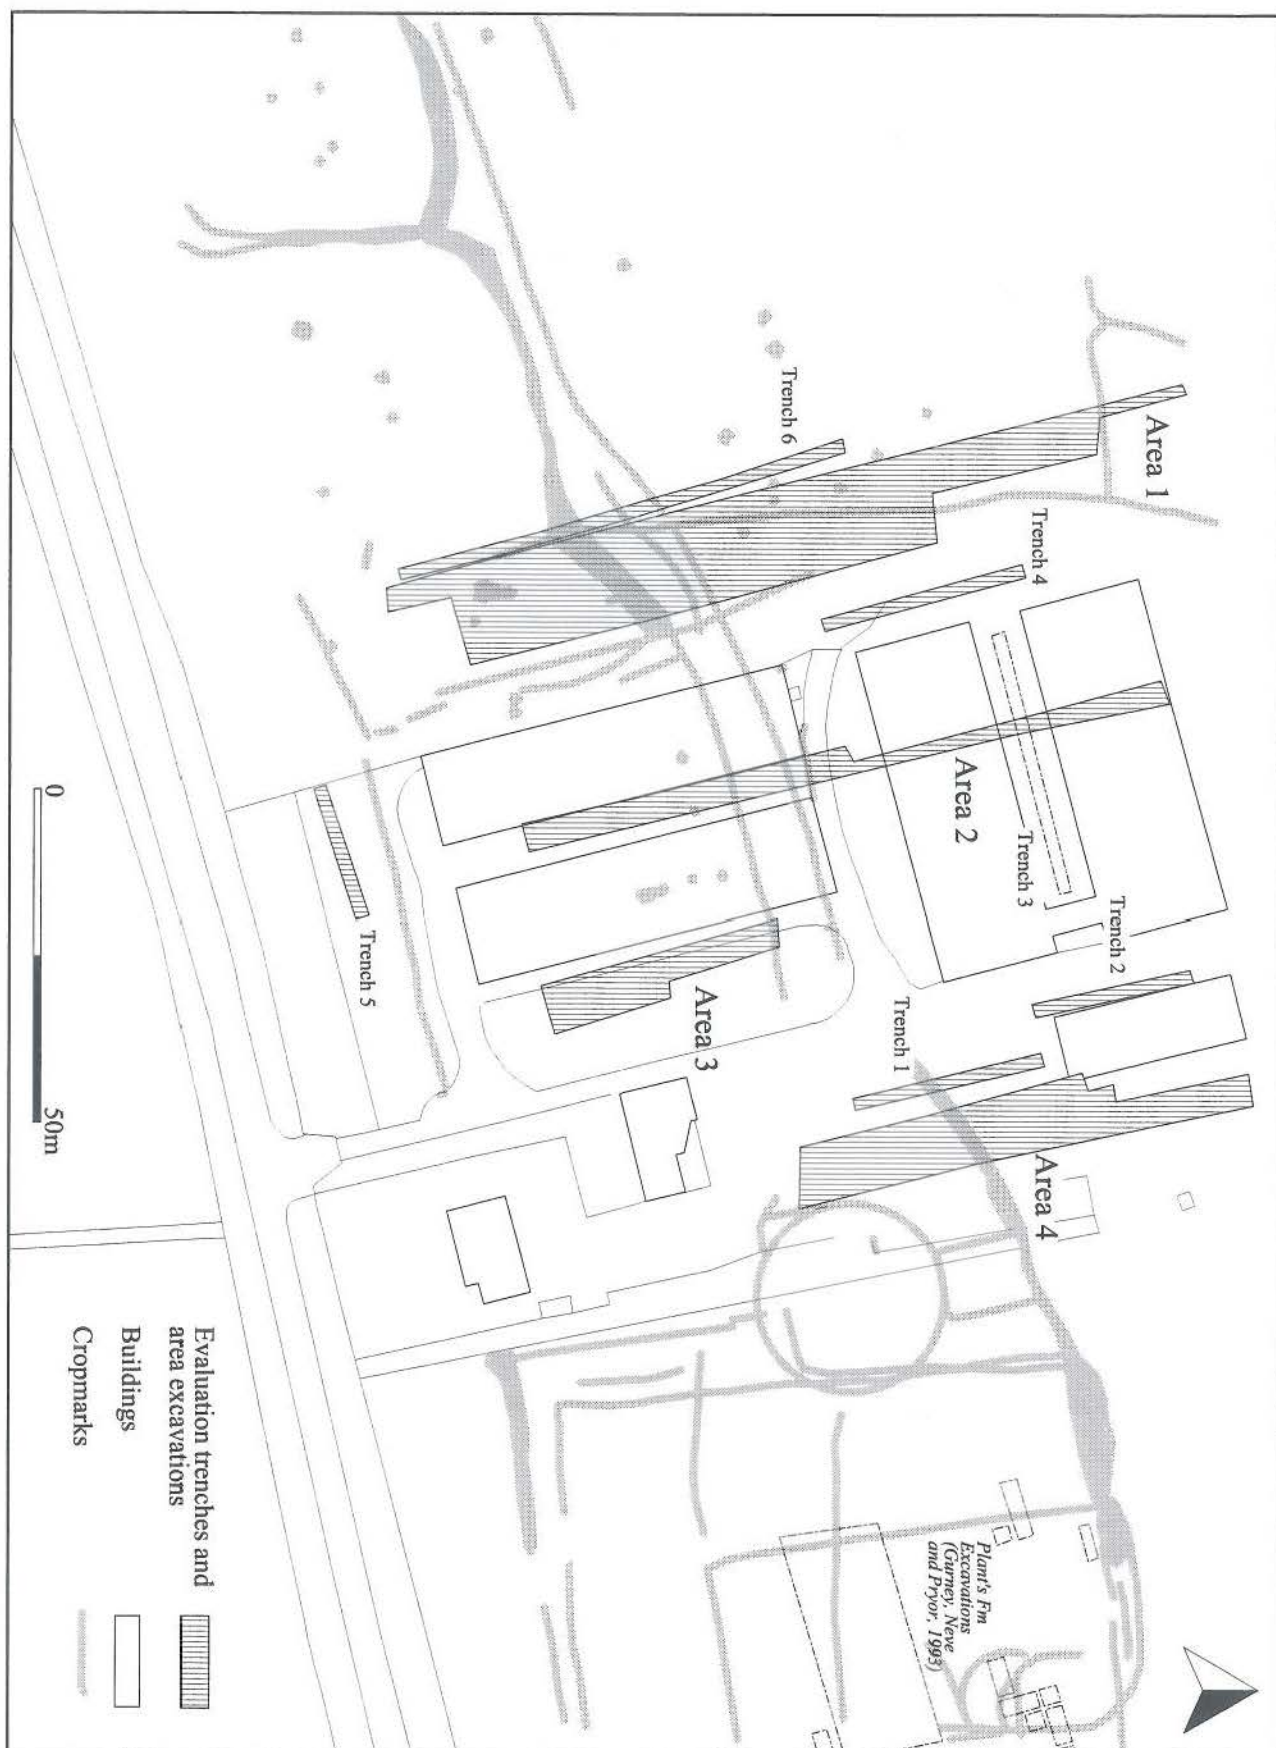 Area 1
Trench 6
Trench 4
Area 2
Trench 3
Trench 2
Trench 5
Area 3
Trench 1
Area 4
Plant's Fm
Excavations
(Gurney, Neve
and Pryor, 1993)
0
50m
Evaluation trenches and
area excavations
Buildings
Cropmarks